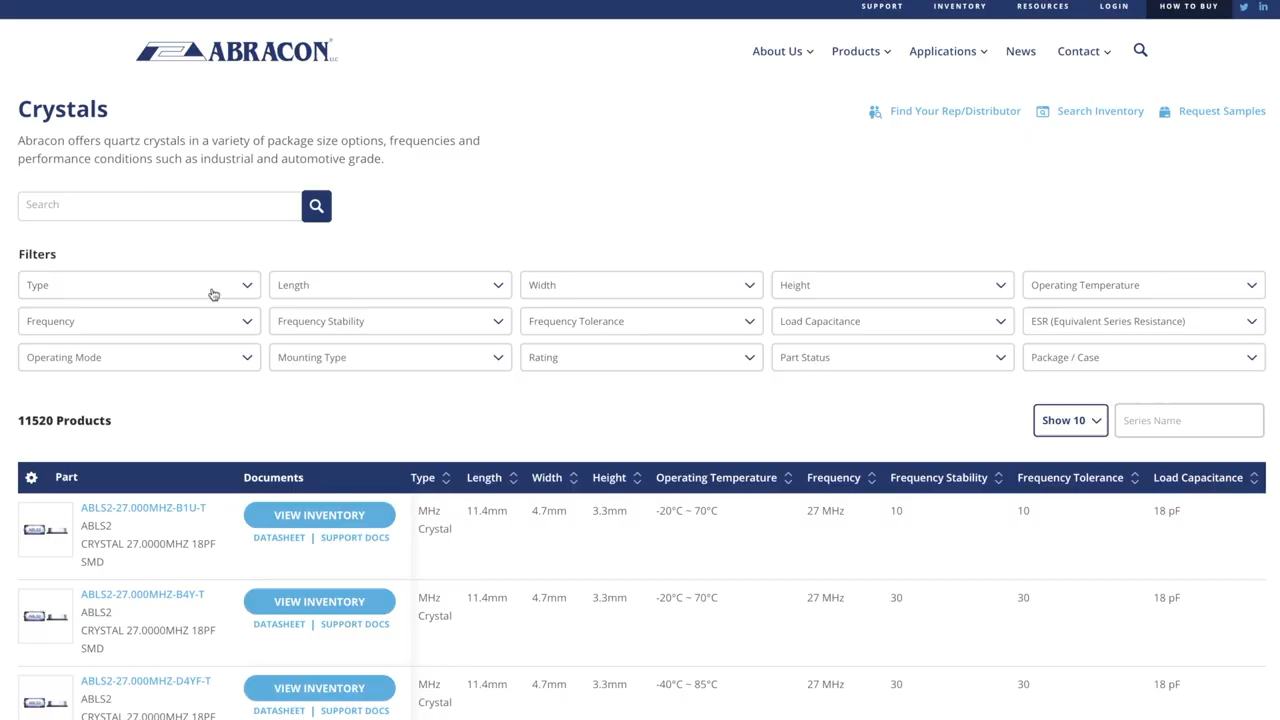 SUPPORT INVENTORY RESOURCES LOGIN HOW TO BUY
ABRACON LLC
About Us Products Applications News Contact
Crystals
Find Your Rep/Distributor Search Inventory Request Samples
Abracon offers quartz crystals in a variety of package size options, frequencies and
performance conditions such as industrial and automotive grade.
Search
Filters
Type Length Width Height Operating Temperature
Frequency Frequency Stability Frequency Tolerance Load Capacitance ESR (Equivalent Series Resistance)
Operating Mode Mounting Type Rating Part Status Package / Case
11520 Products Show 10 Series Name
Part Documents Type Length Width Height Operating Temperature Frequency Frequency Stability Frequency Tolerance Load Capacitance
ABLS2-27.000MHZ-B1U-T VIEW INVENTORY MHz 11.4mm 4.7mm 3.3mm -20°C ~ 70°C 27 MHz 10 10 18 pF
ABLS2 Crystal
CRYSTAL 27.0000MHZ 18PF DATASHEET | SUPPORT DOCS
SMD
ABLS2-27.000MHZ-B4Y-T VIEW INVENTORY MHz 11.4mm 4.7mm 3.3mm -20°C ~ 70°C 27 MHz 30 30 18 pF
ABLS2 Crystal
CRYSTAL 27.0000MHZ 18PF DATASHEET | SUPPORT DOCS
SMD
ABLS2-27.000MHZ-D4YF-T VIEW INVENTORY MHz 11.4mm 4.7mm 3.3mm -40°C ~ 85°C 27 MHz 30 30 18 pF
ABLS2 Crystal
CRYSTAL 27.0000MHZ 18PF DATASHEET | SUPPORT DOCS